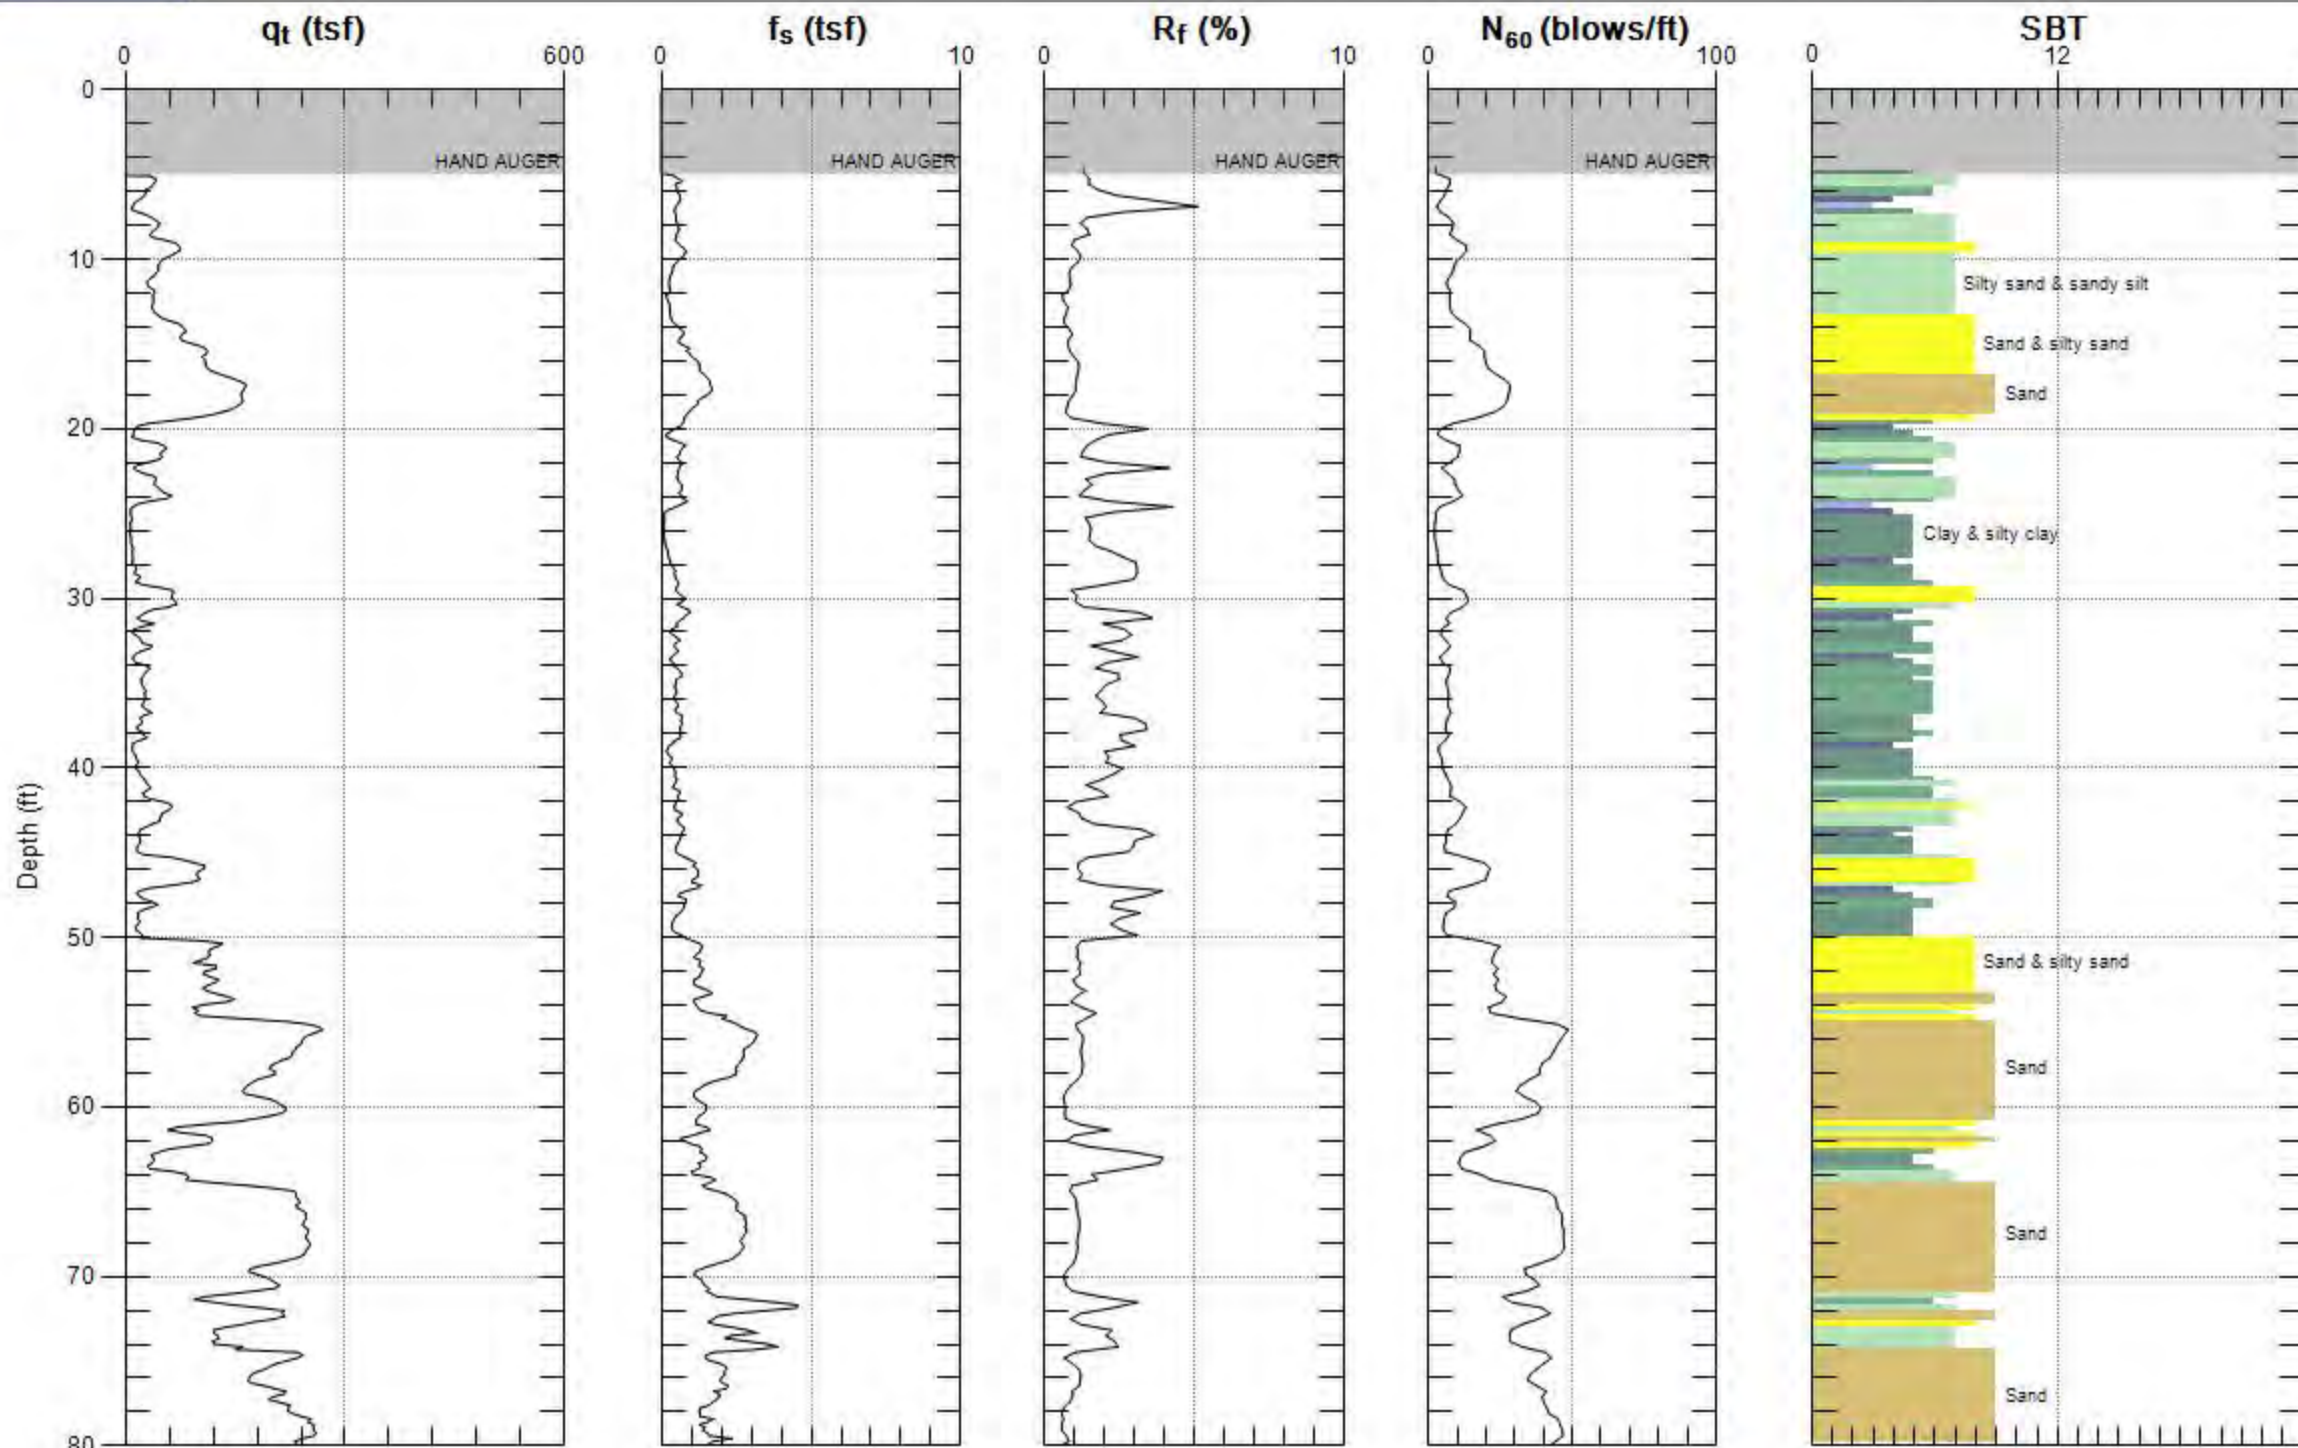 qt (tsf) fs (tsf) Rf (%) N60 (blows/ft) SBT
0 600 0 10 0 10 0 100 0 12
0
HAND AUGER HAND AUGER HAND AUGER HAND AUGER
10
Silty sand & sandy silt
Sand & silty sand
Sand
20
Clay & silty clay
30
40
Depth (ft)
50
Sand & silty sand
Sand
60
Sand
70
Sand
80